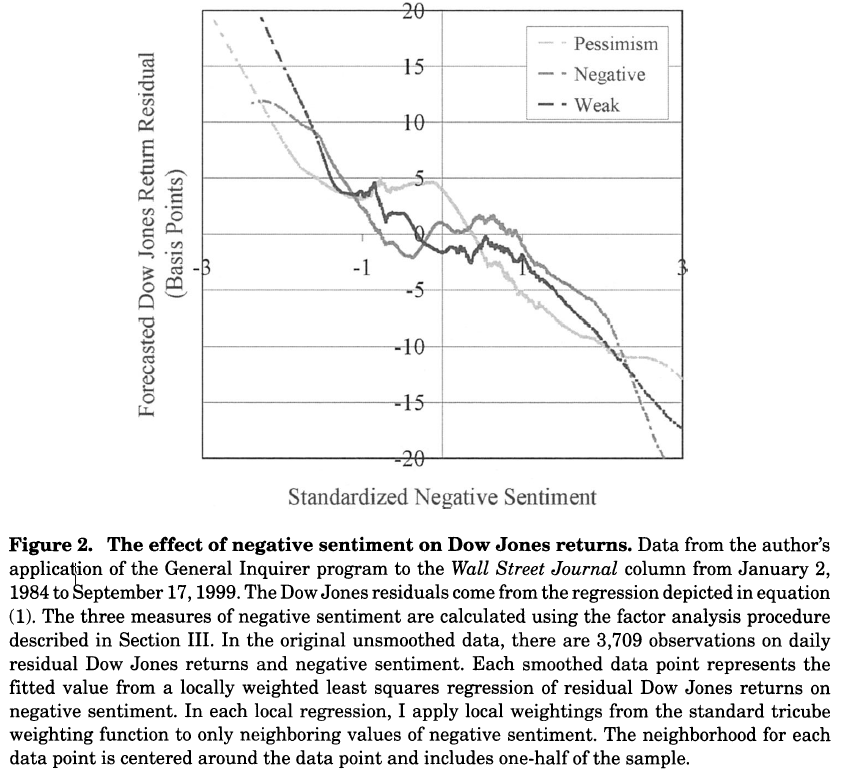 20
15
10
5
0
-5
-10
-15
-20
-3
-1
1
3
Pessimism
Negative
Weak
Forecasted Dow Jones Return Residual
(Basis Points)
Standardized Negative Sentiment
Figure 2. The effect of negative sentiment on Dow Jones returns. Data from the author's
application of the General Inquirer program to the Wall Street Journal column from January 2,
1984 to September 17, 1999. The Dow Jones residuals come from the regression depicted in equation
(1). The three measures of negative sentiment are calculated using the factor analysis procedure
described in Section III. In the original unsmoothed data, there are 3,709 observations on daily
residual Dow Jones returns and negative sentiment. Each smoothed data point represents the
fitted value from a locally weighted least squares regression of residual Dow Jones returns on
negative sentiment. In each local regression, I apply local weightings from the standard tricube
weighting function to only neighboring values of negative sentiment. The neighborhood for each
data point is centered around the data point and includes one-half of the sample.